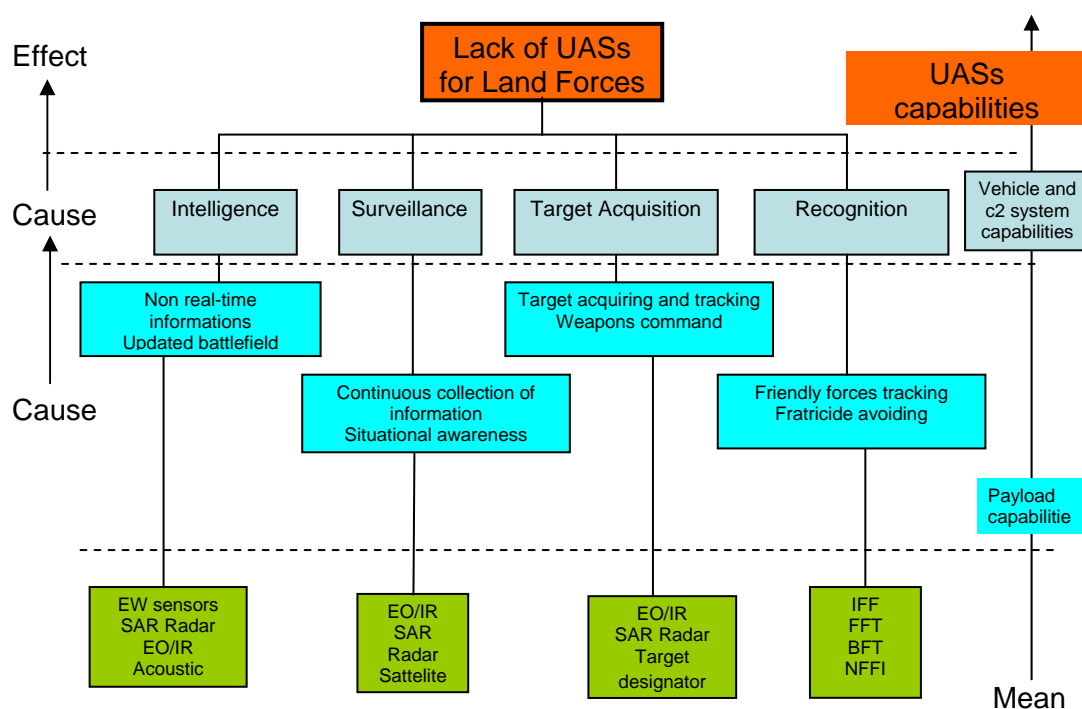 Effect
Lack of UASs
for Land Forces
UASs
capabilities
Cause
Intelligence
Surveillance
Target Acquisition
Recognition
Vehicle and
c2 system
capabilities
Non real-time
informations
Updated battlefield
Target acquiring and tracking
Weapons command
Cause
Continuous collection of
information
Situational awareness
Friendly forces tracking
Fratricide avoiding
Payload
capabilitie
EW sensors
SAR Radar
EO/IR
Acoustic
EO/IR
SAR
Radar
Sattelite
EO/IR
SAR Radar
Target
designator
IFF
FFT
BFT
NFFI
Mean